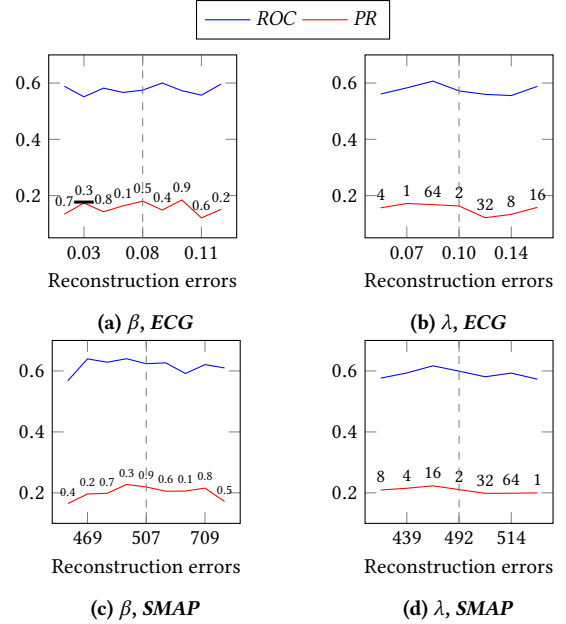 ROC PR
0.6
0.2
0.7 0.3 0.8 0.1 0.5 0.4 0.9 0.6 0.2
0.03 0.08 0.11
Reconstruction errors
(a) β, ECG
0.6
0.2
4 1 64 2 32 8 16
0.07 0.10 0.14
Reconstruction errors
(b) λ, ECG
0.6
0.4
0.2
0.4 0.2 0.7 0.3 0.9 0.6 0.1 0.8 0.5
469 507 709
Reconstruction errors
(c) β, SMAP
0.6
0.4
0.2
8 4 16 2 32 64 1
439 492 514
Reconstruction errors
(d) λ, SMAP